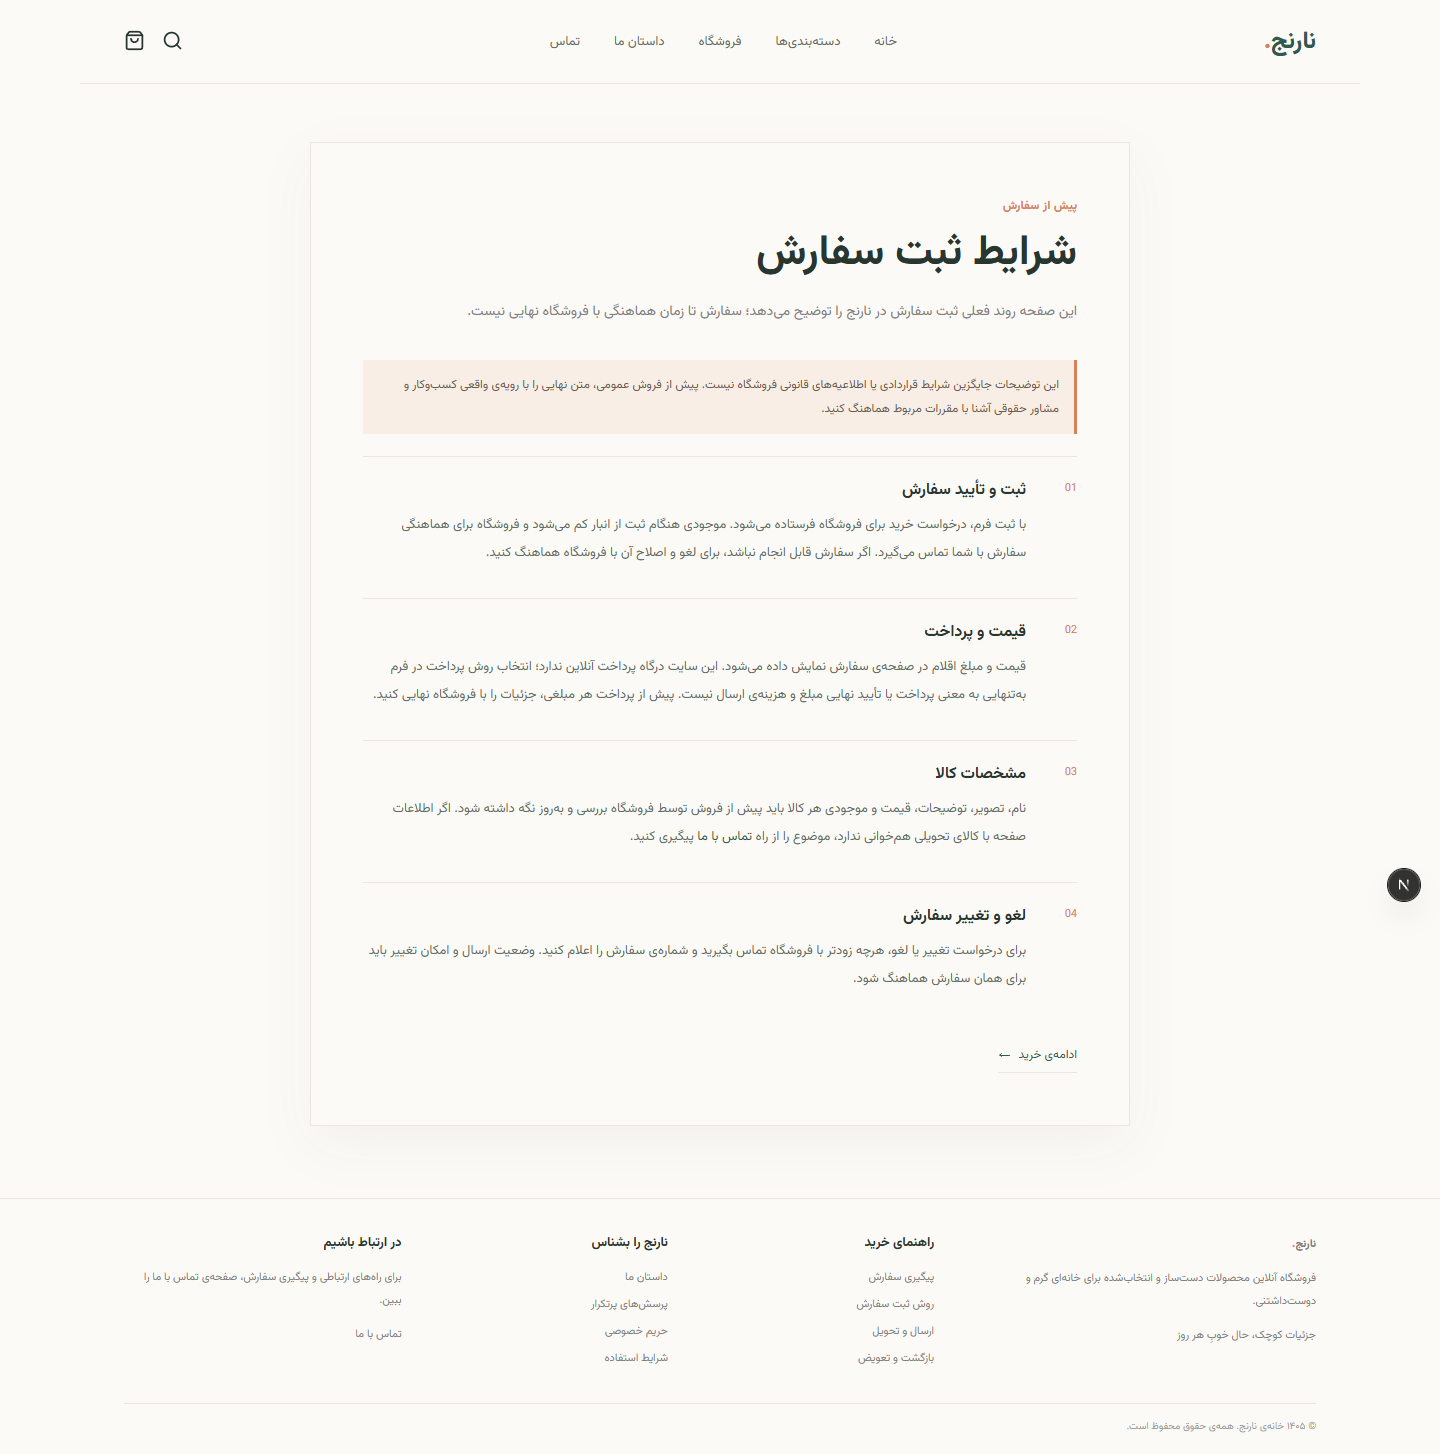 نارنج.
خانه
دسته‌بندی‌ها
فروشگاه
داستان ما
تماس
پیش از سفارش
شرایط ثبت سفارش
این صفحه روند فعلی ثبت سفارش در نارنج را توضیح می‌دهد؛ سفارش تا زمان هماهنگی با فروشگاه نهایی نیست.
این توضیحات جایگزین شرایط قراردادی یا اطلاعیه‌های قانونی فروشگاه نیست. پیش از فروش عمومی، متن نهایی را با رویه‌ی واقعی کسب‌وکار و
مشاور حقوقی آشنا با مقررات مربوط هماهنگ کنید.
01
ثبت و تأیید سفارش
با ثبت فرم، درخواست خرید برای فروشگاه فرستاده می‌شود. موجودی هنگام ثبت از انبار کم می‌شود و فروشگاه برای هماهنگی
سفارش با شما تماس می‌گیرد. اگر سفارش قابل انجام نباشد، برای لغو و اصلاح آن با فروشگاه هماهنگ کنید.
02
قیمت و پرداخت
قیمت و مبلغ اقلام در صفحه‌ی سفارش نمایش داده می‌شود. این سایت درگاه پرداخت آنلاین ندارد؛ انتخاب روش پرداخت در فرم
به‌تنهایی به معنی پرداخت یا تأیید نهایی مبلغ و هزینه‌ی ارسال نیست. پیش از پرداخت هر مبلغی، جزئیات را با فروشگاه نهایی کنید.
03
مشخصات کالا
نام، تصویر، توضیحات، قیمت و موجودی هر کالا باید پیش از فروش توسط فروشگاه بررسی و به‌روز نگه داشته شود. اگر اطلاعات
صفحه با کالای تحویلی هم‌خوانی ندارد، موضوع را از راه تماس با ما پیگیری کنید.
04
لغو و تغییر سفارش
برای درخواست تغییر یا لغو، هرچه زودتر با فروشگاه تماس بگیرید و شماره‌ی سفارش را اعلام کنید. وضعیت ارسال و امکان تغییر باید
برای همان سفارش هماهنگ شود.
ادامه‌ی خرید ←
N
نارنج.
فروشگاه آنلاین محصولات دست‌ساز و انتخاب‌شده برای خانه‌ای گرم و
دوست‌داشتنی.
جزئیات کوچک، حال خوبِ هر روز
راهنمای خرید
پیگیری سفارش
روش ثبت سفارش
ارسال و تحویل
بازگشت و تعویض
نارنج را بشناس
داستان ما
پرسش‌های پرتکرار
حریم خصوصی
شرایط استفاده
در ارتباط باشیم
برای راه‌های ارتباطی و پیگیری سفارش، صفحه‌ی تماس با ما را
ببین.
تماس با ما
© ۱۴۰۵ خانه‌ی نارنج. همه‌ی حقوق محفوظ است.